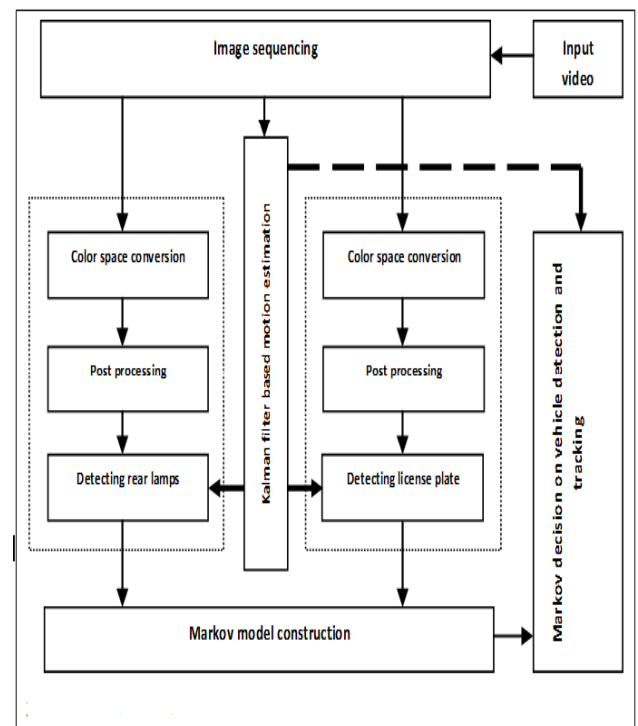 Image sequencing
Input
video
Kalman filter based motion estimation
Color space conversion
Color space conversion
Post processing
Post processing
Detecting rear lamps
Detecting license plate
Markov decision on vehicle detection and
tracking
Markov model construction